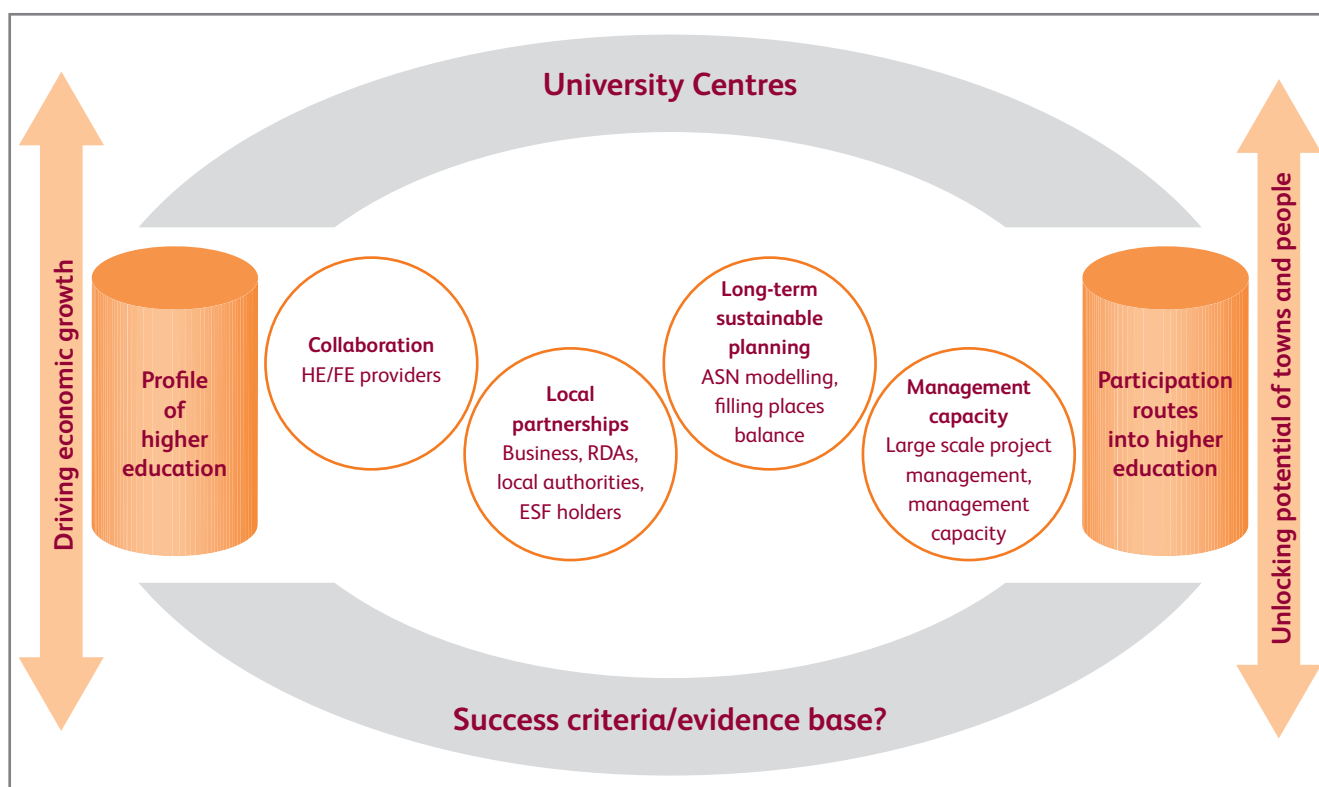 University Centres
Driving economic growth
Profile
of
higher
education
Collaboration
HE/FE providers
Local
partnerships
Business, RDAs,
local authorities,
ESF holders
Long-term
sustainable
planning
ASN modelling,
filling places
balance
Management
capacity
Large scale project
management,
management
capacity
Participation
routes
into higher
education
Unlocking potential of towns and people
Success criteria/evidence base?